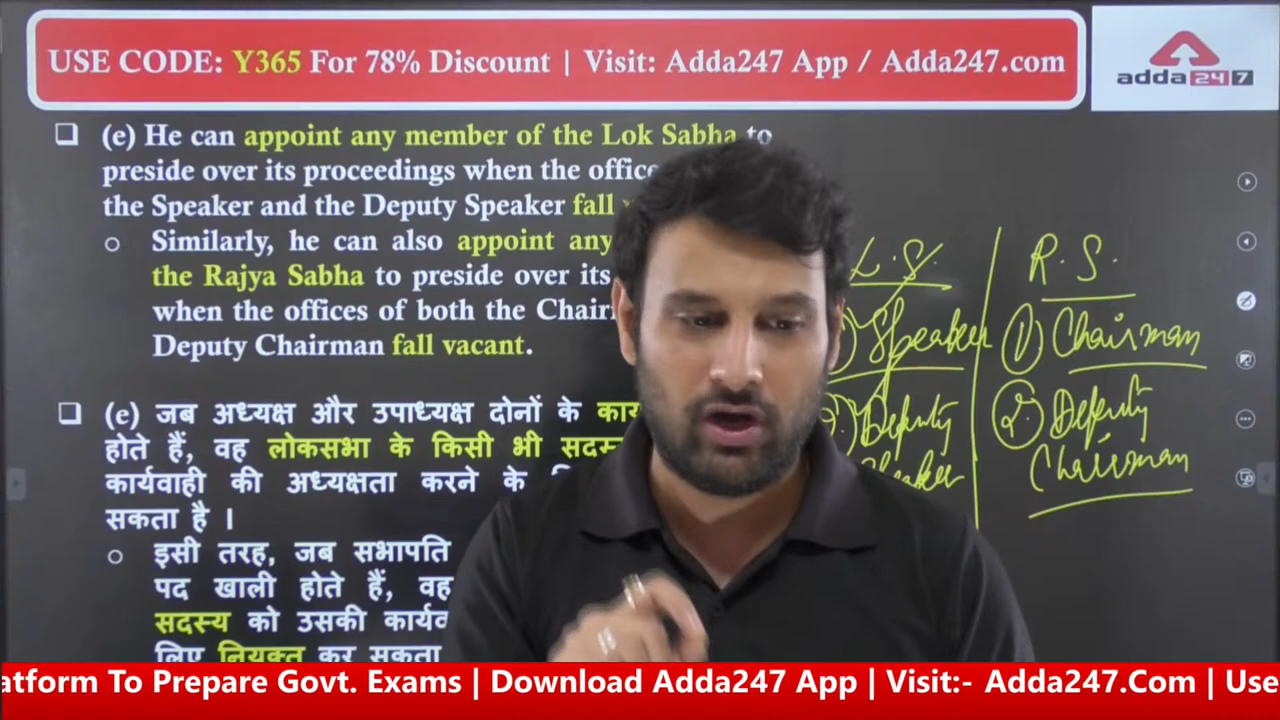 USE CODE: Y365 For 78% Discount | Visit: Adda247 App / Adda247.com
adda247
(e) He can appoint any member of the Lok Sabha to
preside over its proceedings when the office
the Speaker and the Deputy Speaker fall
Similarly, he can also appoint any
the Rajya Sabha to preside over its
when the offices of both the
Deputy Chairman fall vacant.
(e) जब अध्यक्ष और उपाध्यक्ष दोनों के
होते हैं, वह लोकसभा के किसी भी
कार्यवाही की अध्यक्षता करने के
सकता है ।
इसी तरह, जब सभापति
पद खाली होते हैं, वह
सदस्य को उसकी
लिए नियुक्त कर सकता
L.S.
Speaker
Deputy
R.S.
1) Chairman
2.) Deputy
Chairman
To Prepare Govt. Exams | Download Adda247 App | Visit:- Adda247.Com | Use